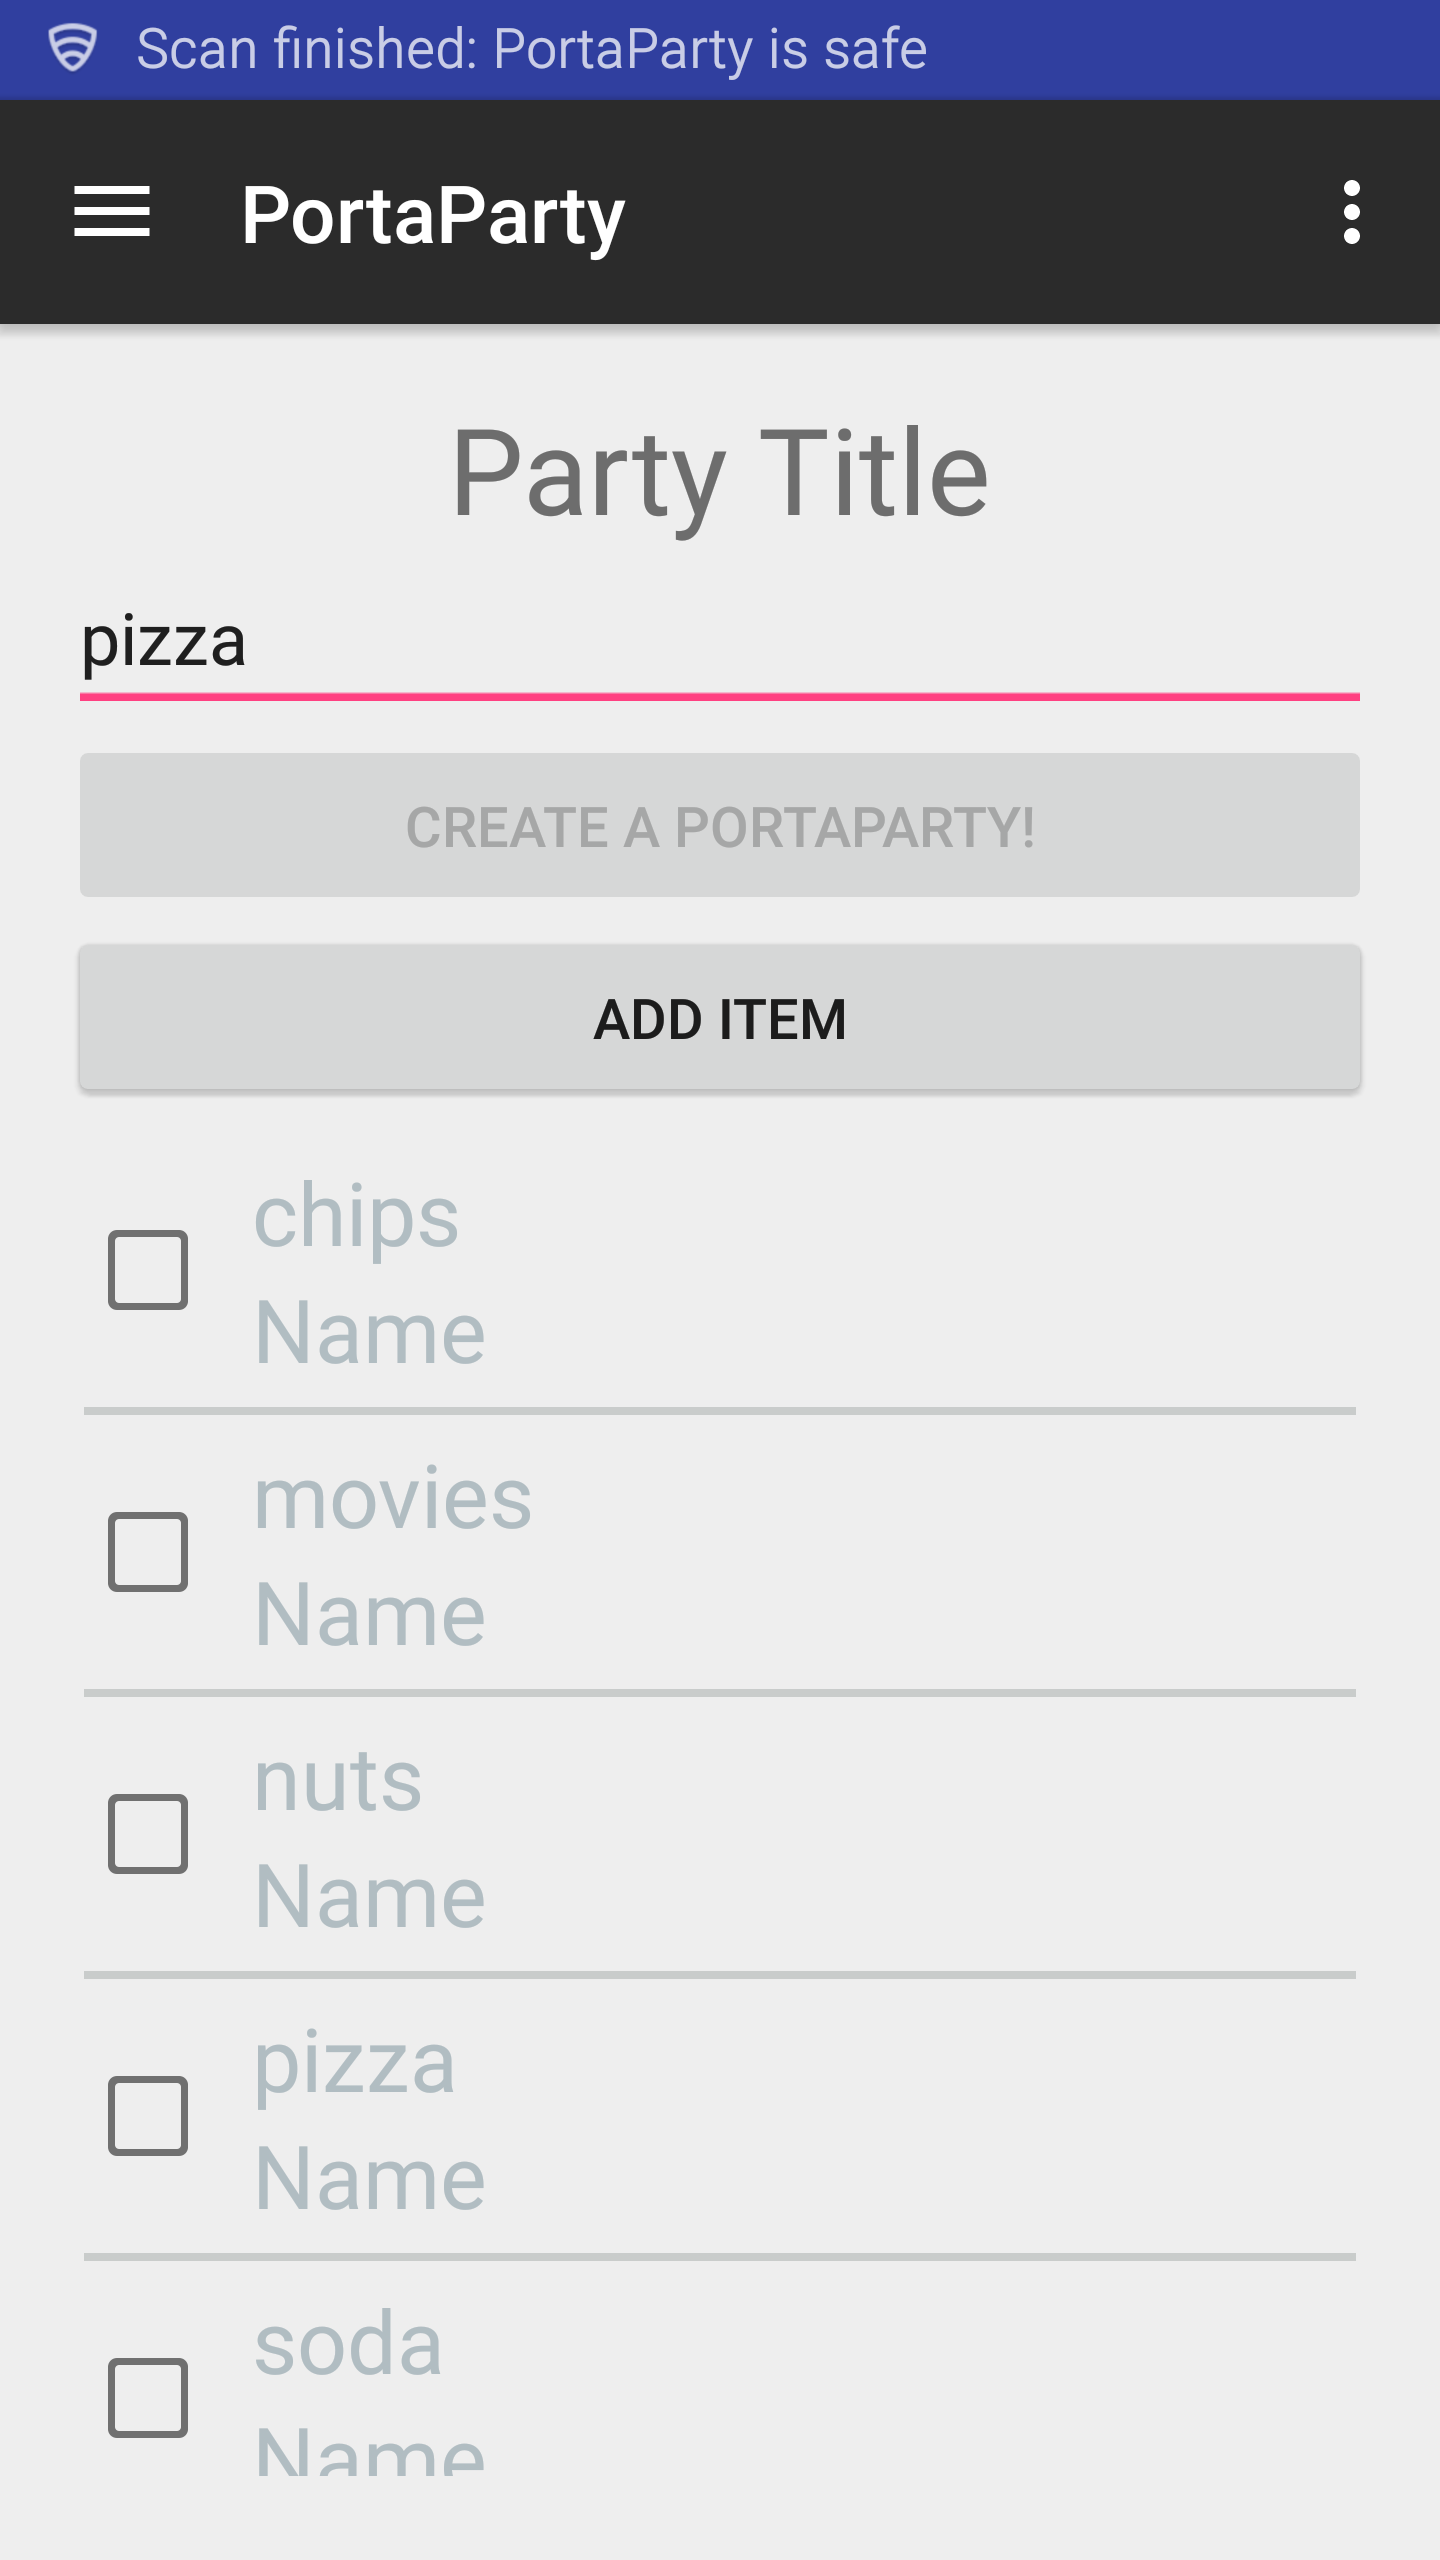 Scan finished: PortaParty is safe
PortaParty
Party Title
pizza
CREATE A PORTAPARTY!
ADD ITEM
chips
Name
movies
Name
nuts
Name
pizza
Name
soda
Name